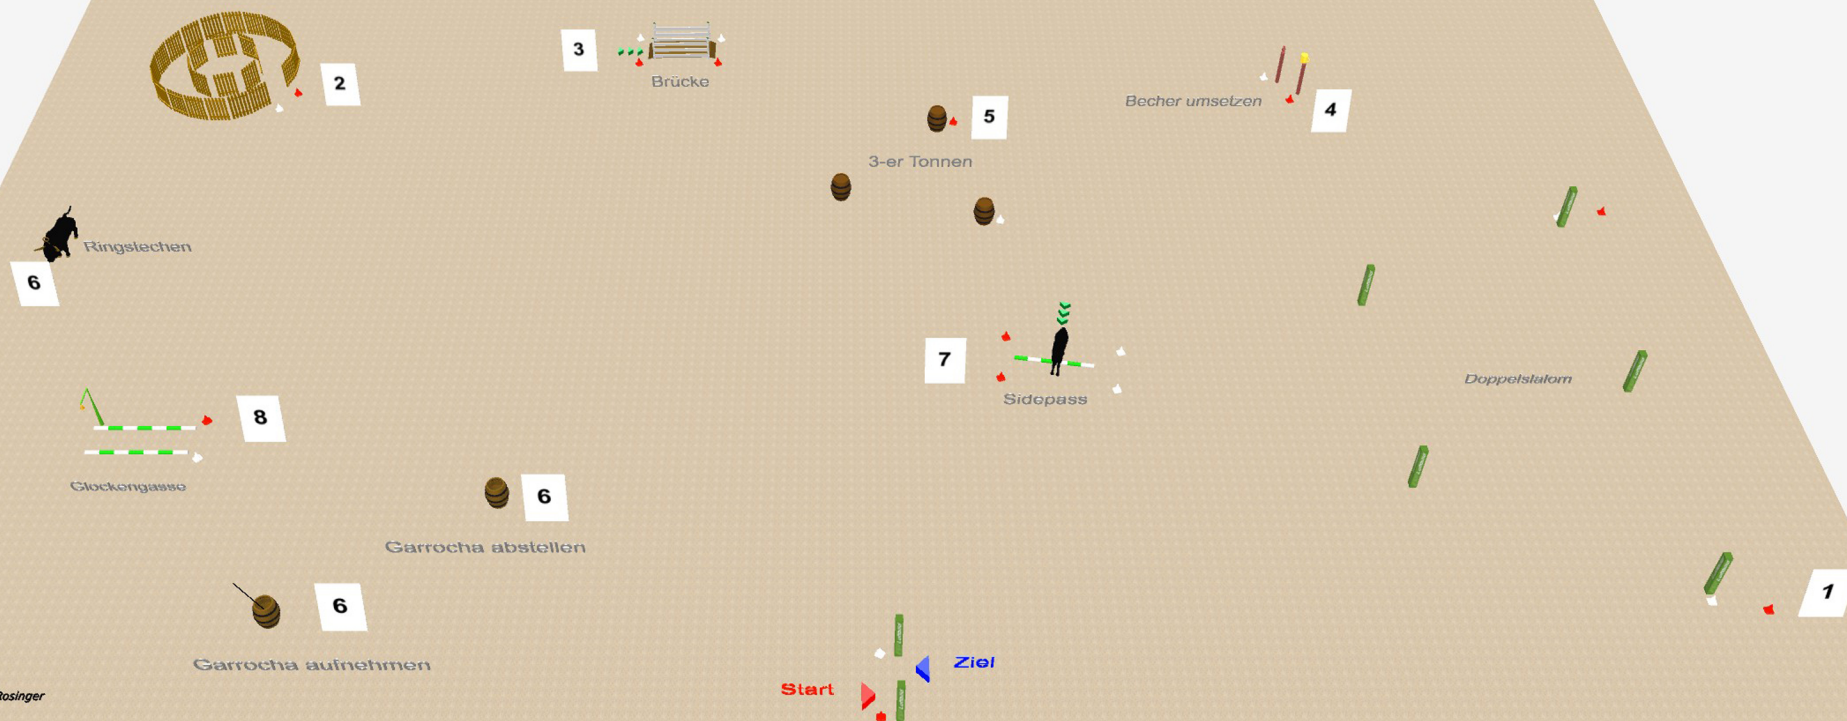 3
Brücke
2
5
Becher umsetzen
4
3-er Tonnen
Ringstechen
6
7
Sidepass
Doppelslalom
8
Glockengasse
6
Garrocha abstellen
6
1
Garrocha aufnehmen
Ziel
Start
Rosinger